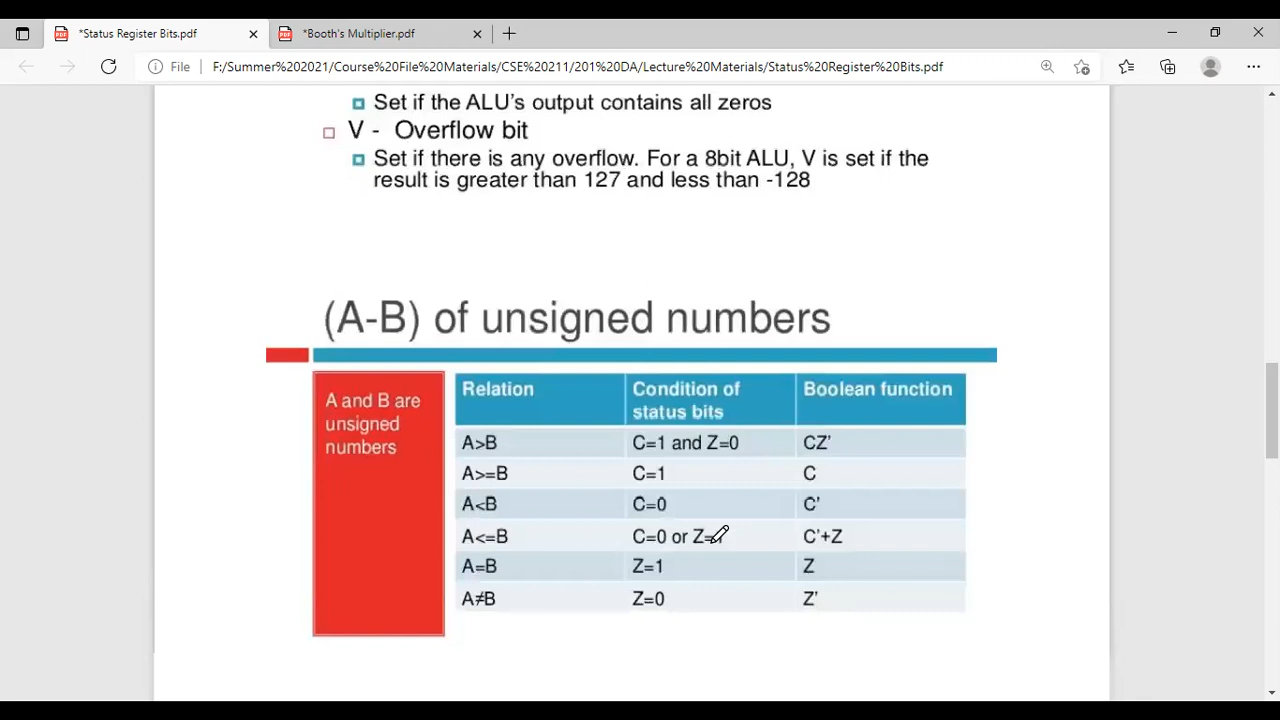 *Status Register Bits.pdf
*Booth's Multiplier.pdf
File
F:/Summer%202021/Course%20File%20Materials/CSE%20211/201%20DA/Lecture%20Materials/Status%20Register%20Bits.pdf
Set if the ALU's output contains all zeros
V - Overflow bit
Set if there is any overflow. For a 8bit ALU, V is set if the
result is greater than 127 and less than -128
(A-B) of unsigned numbers
A and B are
unsigned
numbers
Relation Condition of
status bits Boolean function
A>B C=1 and Z=0 CZ'
A>=B C=1 C
A<B C=0 C'
A<=B C=0 or C'+Z
A=B Z=1 Z
A≠B Z=0 Z'